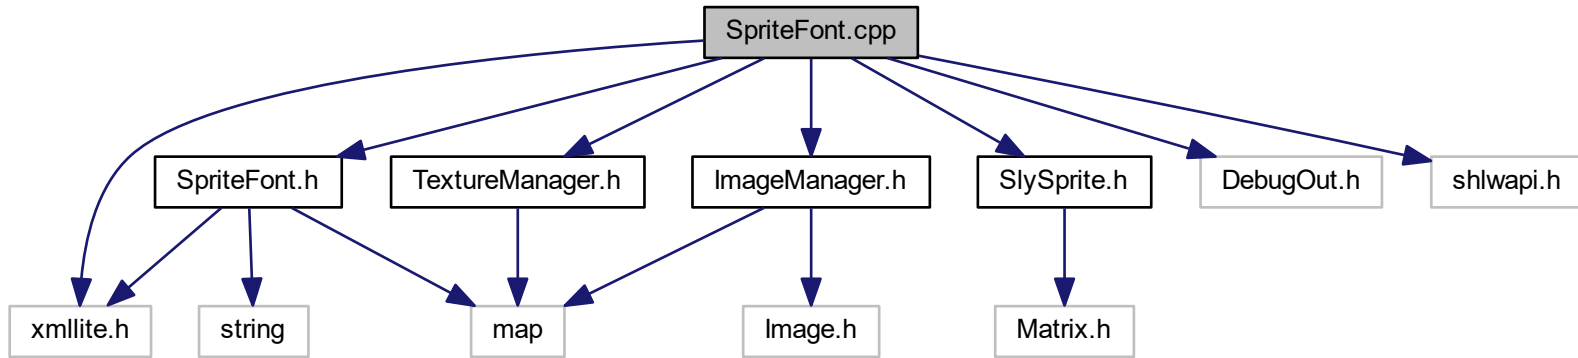 SpriteFont.cpp
SpriteFont.h
TextureManager.h
ImageManager.h
SlySprite.h
DebugOut.h
shlwapi.h
xmllite.h
string
map
Image.h
Matrix.h